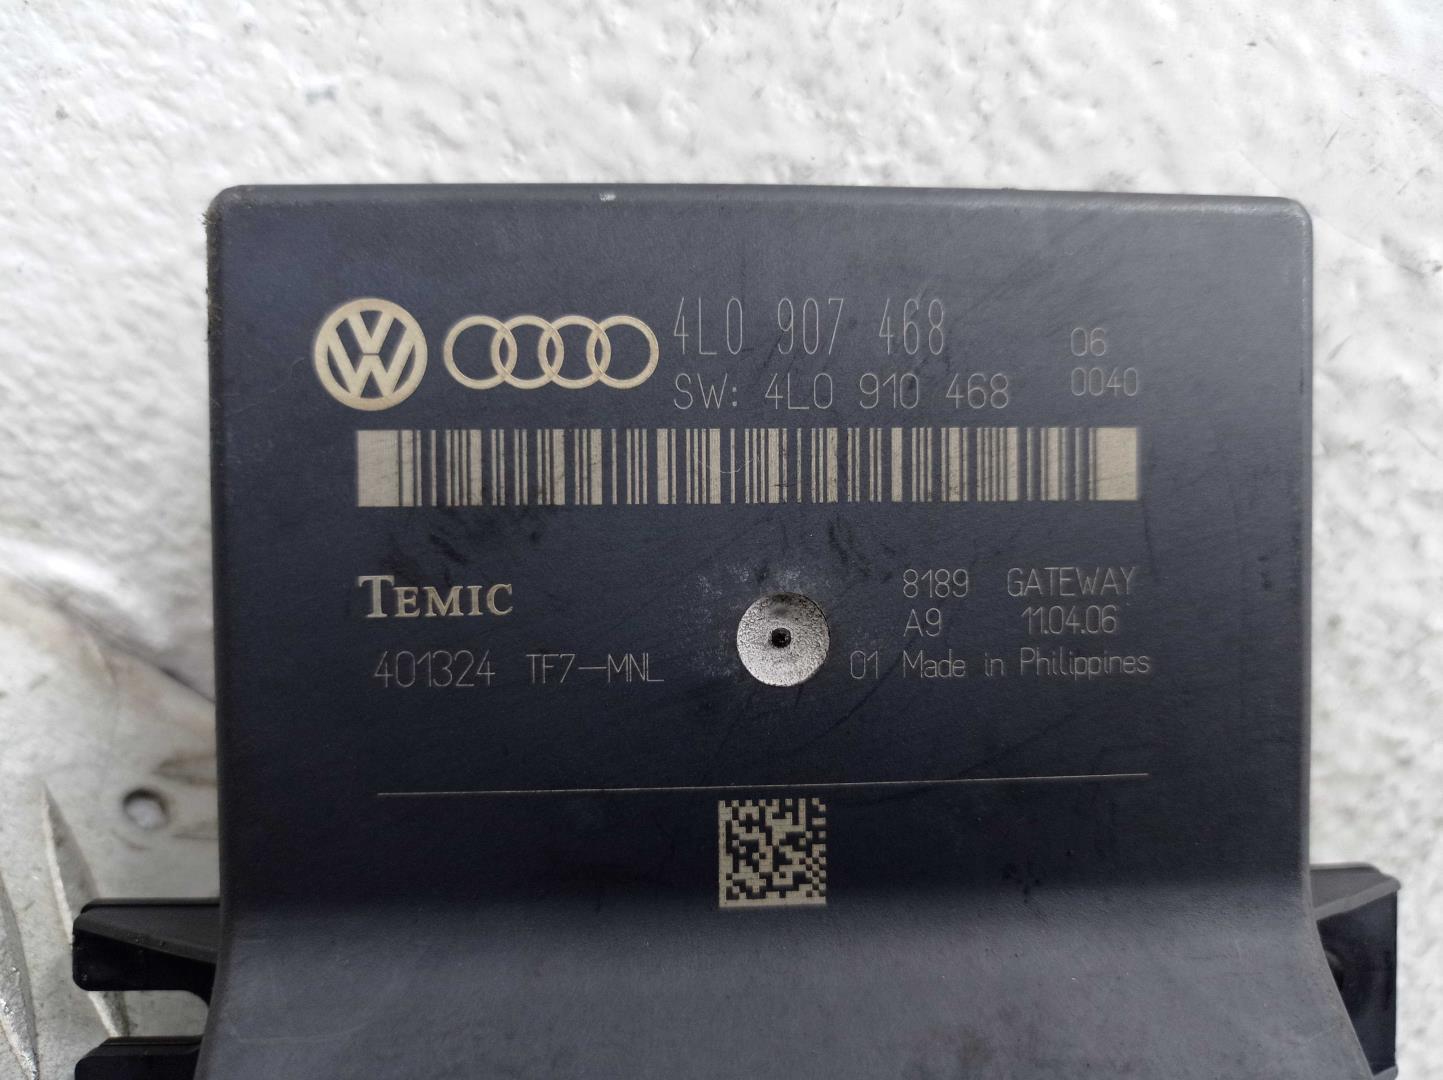 4L0 907 468 06
SW: 4L0 910 468 0040
TEMIC
8189 GATEWAY
A9 11.04.06
401324 TF7-MNL 01 Made in Philippines